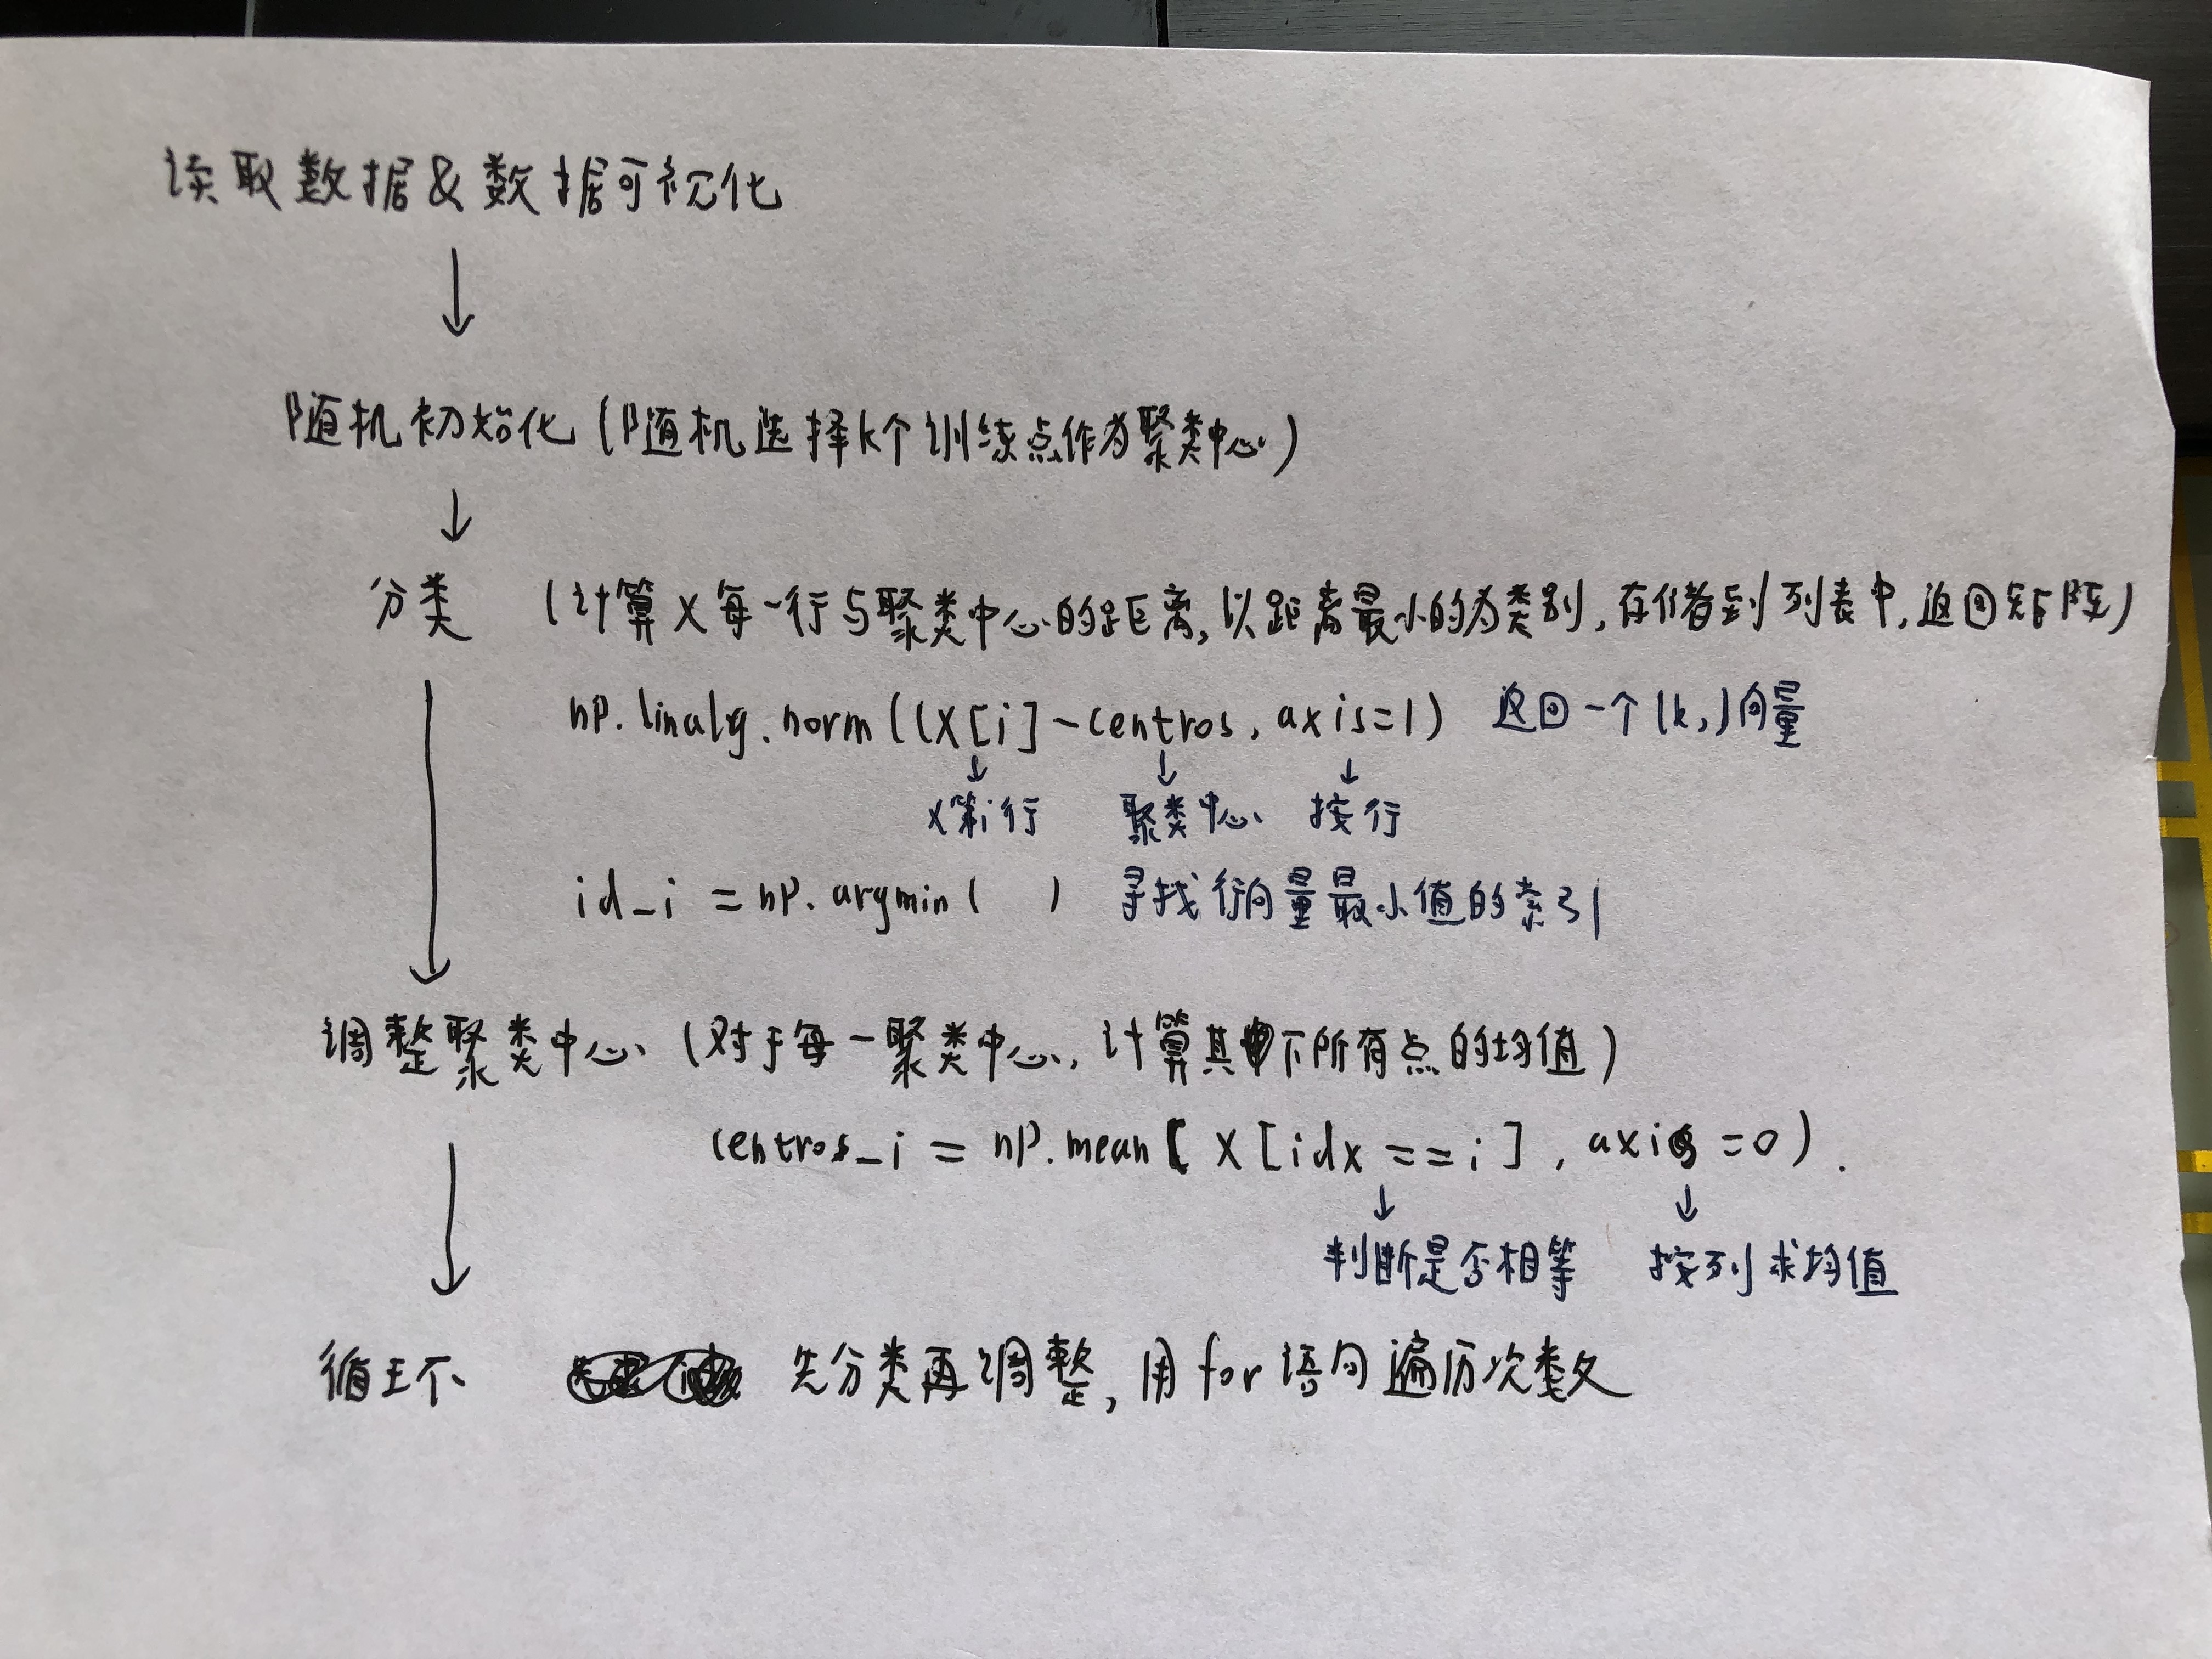 读取数据&数据可视化
↓
随机初始化(随机选择k个训练点作为聚类中心)
↓
分类 (计算X每一行与聚类中心的距离,以距离最小的为类别,存储到列表中,返回矩阵)
↓
np.linalg.norm((X[i]-centros, axis=1) 返回一个(k,)向量
↓ ↓ ↓
X第i行 聚类中心 按行
id_i = np.argmin( ) 寻找行向量最小值的索引
调整聚类中心 (对于每一聚类中心,计算其下所有点的均值)
↓
centros_i = np.mean( X[idx == i], axis=0).
↓ ↓
判断是否相等 按列求均值
循环 先分类再调整,用for语句遍历次数